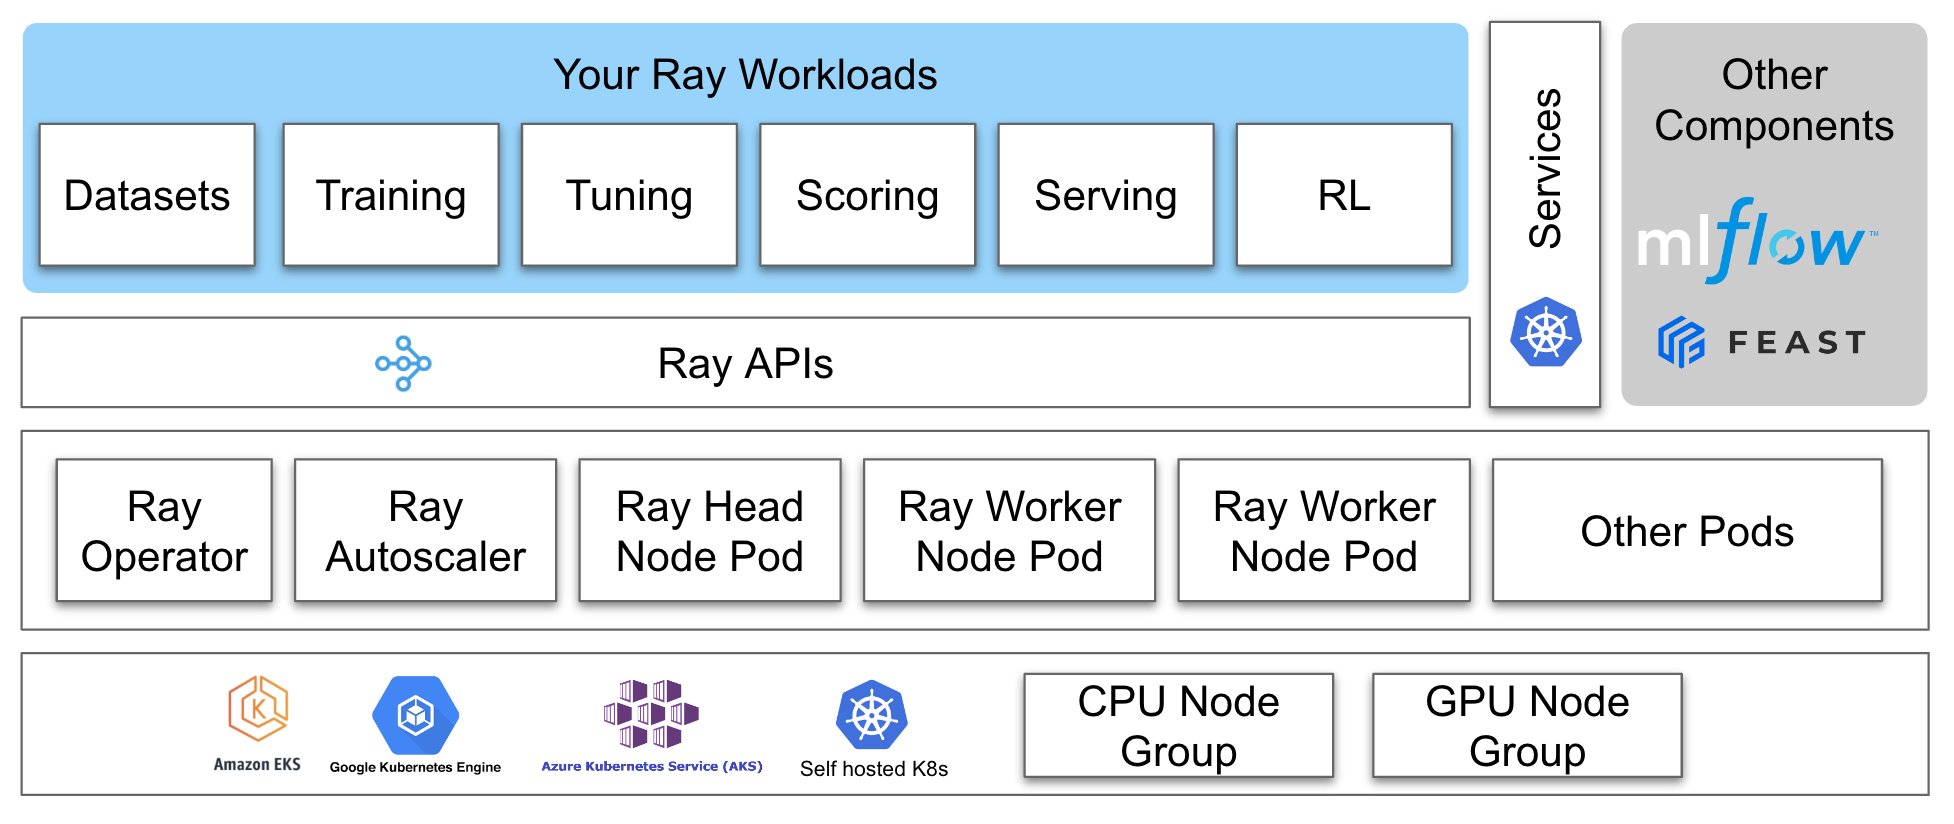 Your Ray Workloads
Datasets
Training
Tuning
Scoring
Serving
RL
Services
Other
Components
mlflow™
FEAST
Ray APIs
Ray
Operator
Ray
Autoscaler
Ray Head
Node Pod
Ray Worker
Node Pod
Ray Worker
Node Pod
Other Pods
K
Amazon EKS
Google Kubernetes Engine
Azure Kubernetes Service (AKS)
Self hosted K8s
CPU Node
Group
GPU Node
Group